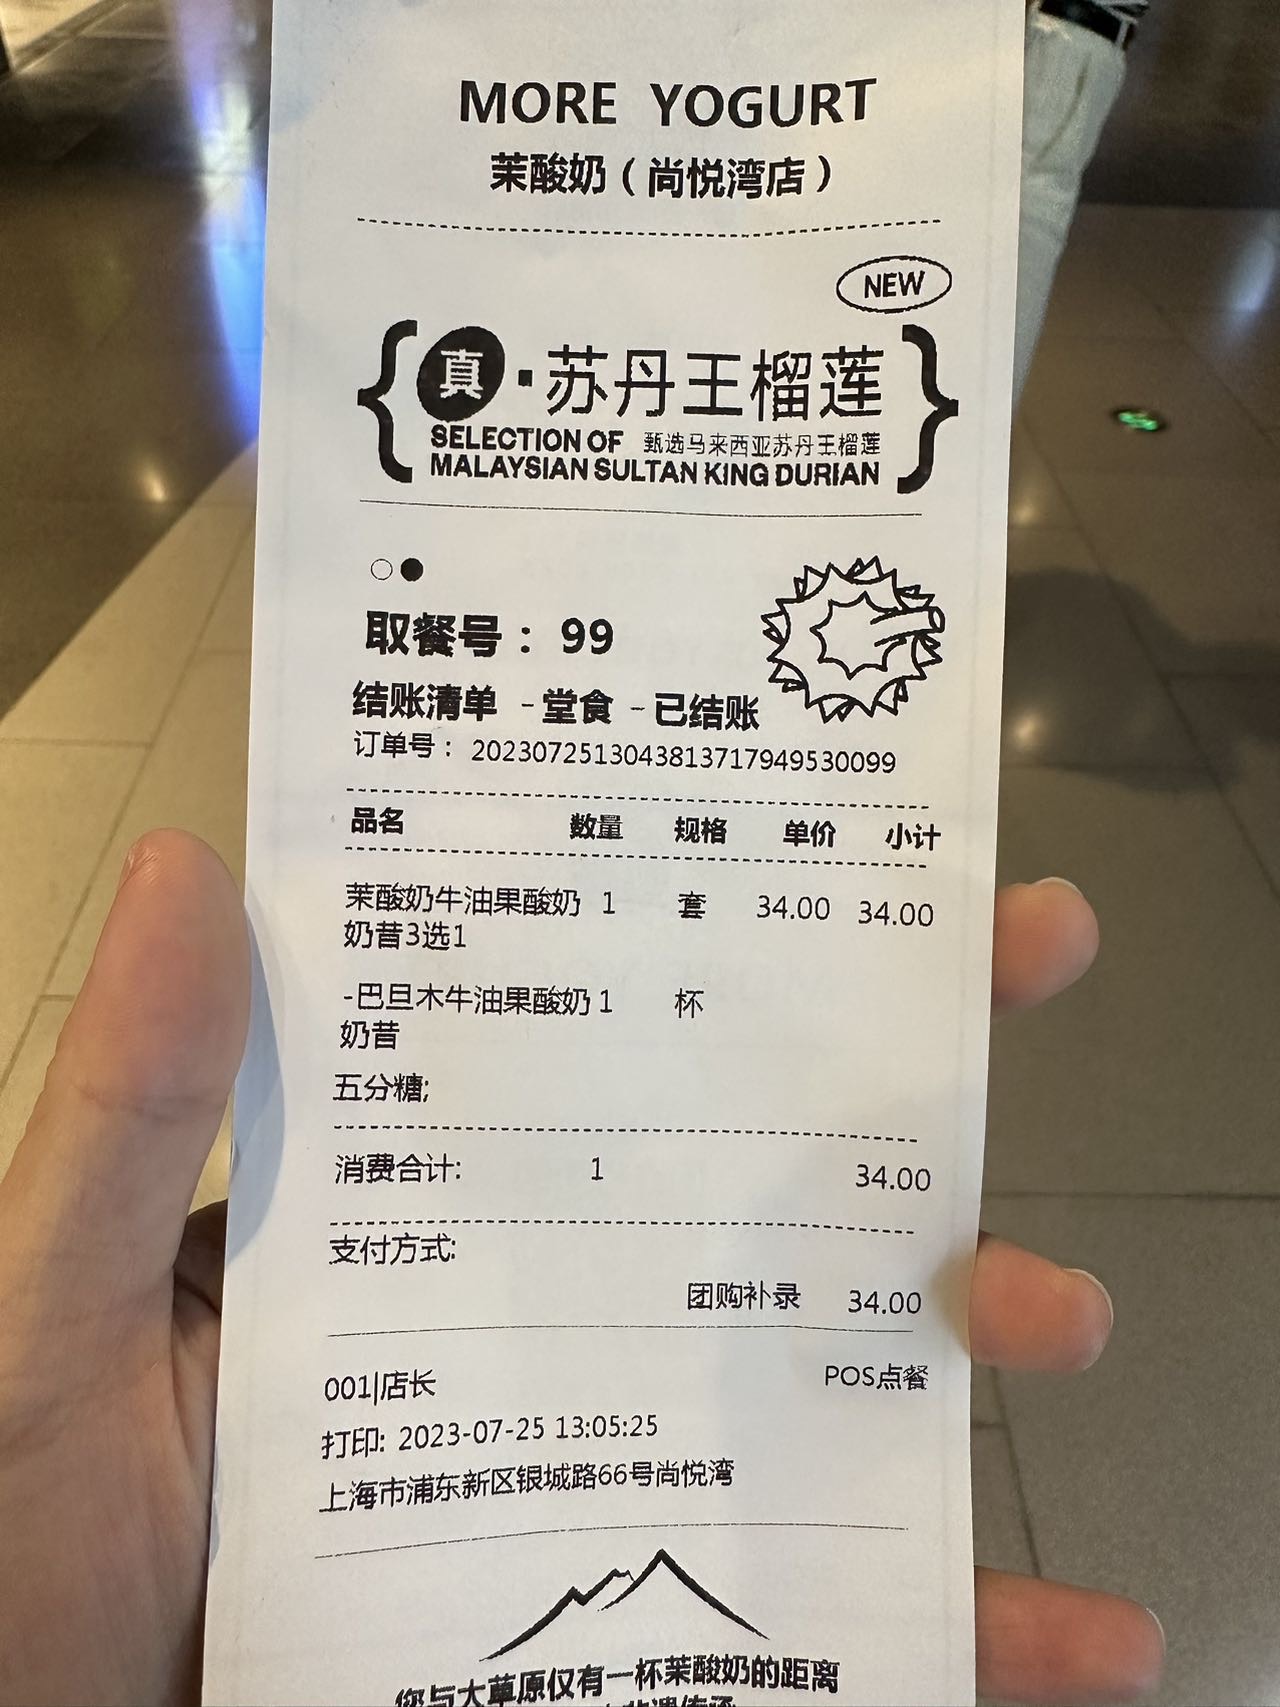 MORE YOGURT
茉酸奶（尚悦湾店）
NEW
真·苏丹王榴莲
SELECTION OF 甄选马来西亚苏丹王榴莲
MALAYSIAN SULTAN KING DURIAN
取餐号：99
结账清单 -堂食 -已结账
订单号：2023072513043813717949530099
品名 数量 规格 单价 小计
茉酸奶牛油果酸奶 1 套 34.00 34.00
奶昔3选1
-巴旦木牛油果酸奶 1 杯
奶昔
五分糖;
消费合计: 1 34.00
支付方式:
团购补录 34.00
001|店长 POS点餐
打印: 2023-07-25 13:05:25
上海市浦东新区银城路66号尚悦湾
您与大草原仅有一杯茉酸奶的距离